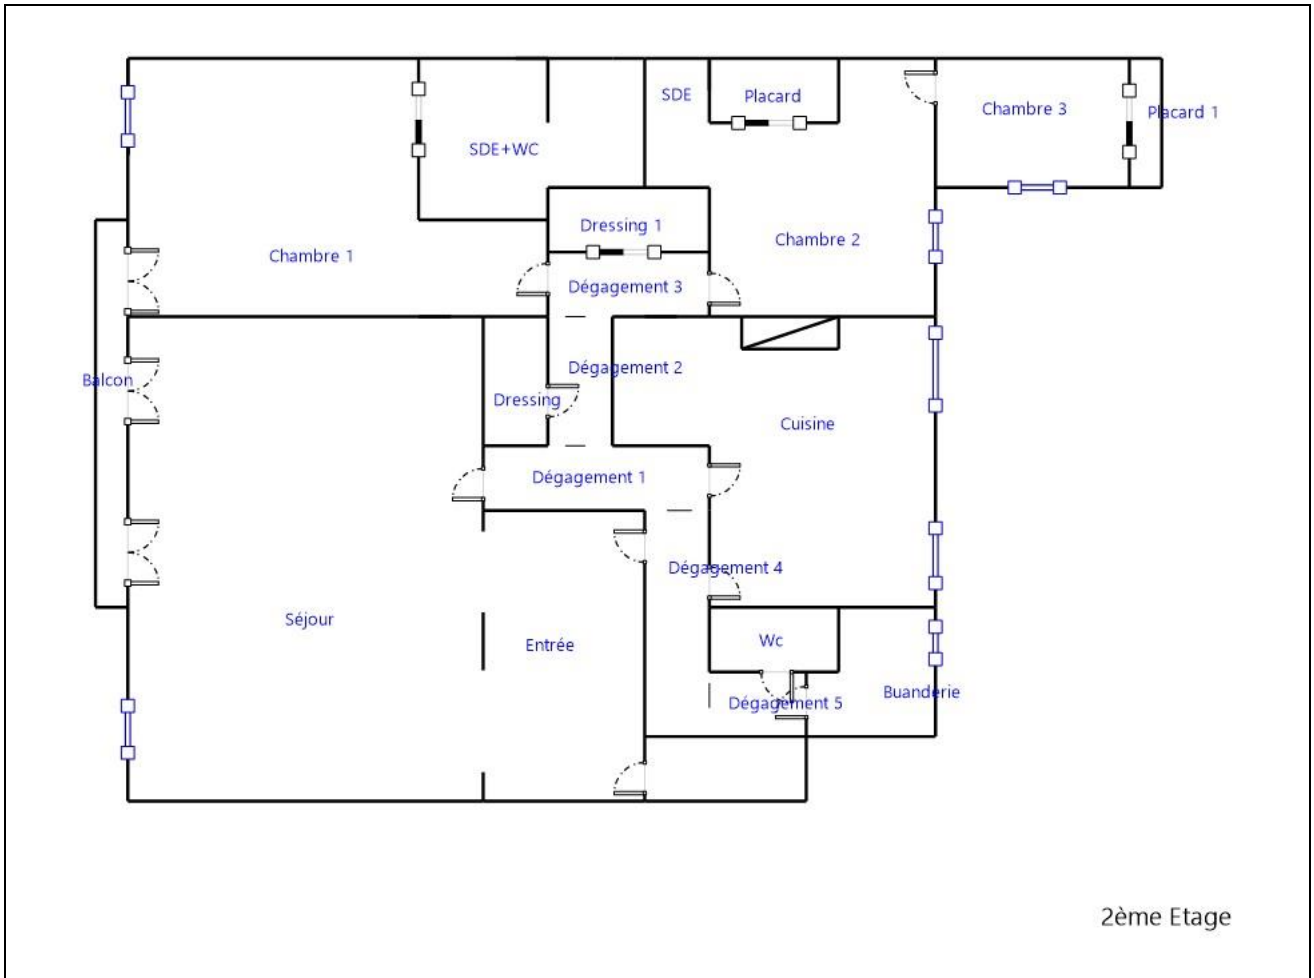 SDE
Placard
Chambre 3
Placard 1
SDE+WC
Dressing 1
Chambre 2
Chambre 1
Dégagement 3
Dégagement 2
Balcon
Dressing
Cuisine
Dégagement 1
Dégagement 4
Séjour
Entrée
Wc
Buanderie
Dégagement 5
2ème Etage